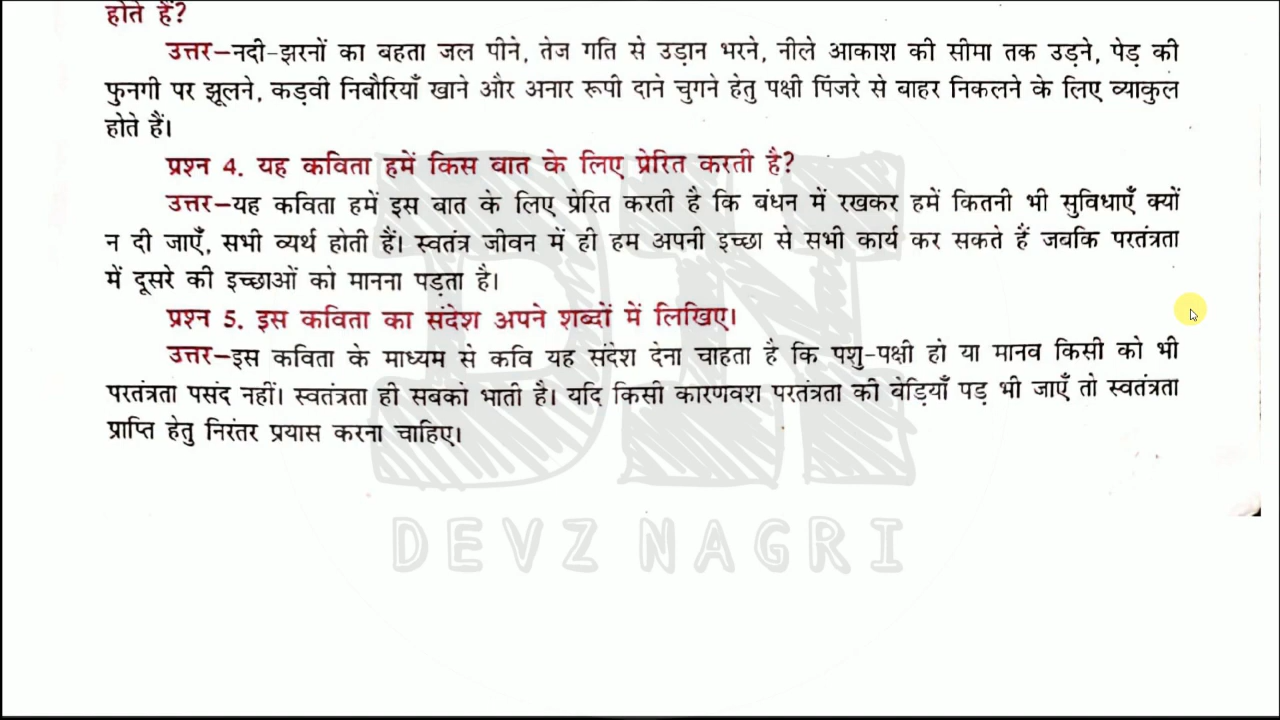 होते हैं?
उत्तर–नदी-झरनों का बहता जल पीने, तेज गति से उड़ान भरने, नीले आकाश की सीमा तक उड़ने, पेड़ की
फुनगी पर झूलने, कड़वी निबौरियाँ खाने और अनार रूपी दाने चुगने हेतु पक्षी पिंजरे से बाहर निकलने के लिए व्याकुल
होते हैं।
प्रश्न 4. यह कविता हमें किस बात के लिए प्रेरित करती है?
उत्तर–यह कविता हमें इस बात के लिए प्रेरित करती है कि बंधन में रखकर हमें कितनी भी सुविधाएँ क्यों
न दी जाएँ, सभी व्यर्थ होती हैं। स्वतंत्र जीवन में ही हम अपनी इच्छा से सभी कार्य कर सकते हैं जबकि परतंत्रता
में दूसरे की इच्छाओं को मानना पड़ता है।
प्रश्न 5. इस कविता का संदेश अपने शब्दों में लिखिए।
उत्तर–इस कविता के माध्यम से कवि यह संदेश देना चाहता है कि पशु-पक्षी हो या मानव किसी को भी
परतंत्रता पसंद नहीं। स्वतंत्रता ही सबको भाती है। यदि किसी कारणवश परतंत्रता की बेड़ियाँ पड़ भी जाएँ तो स्वतंत्रता
प्राप्ति हेतु निरंतर प्रयास करना चाहिए।
DN
DEVZ NAGRI